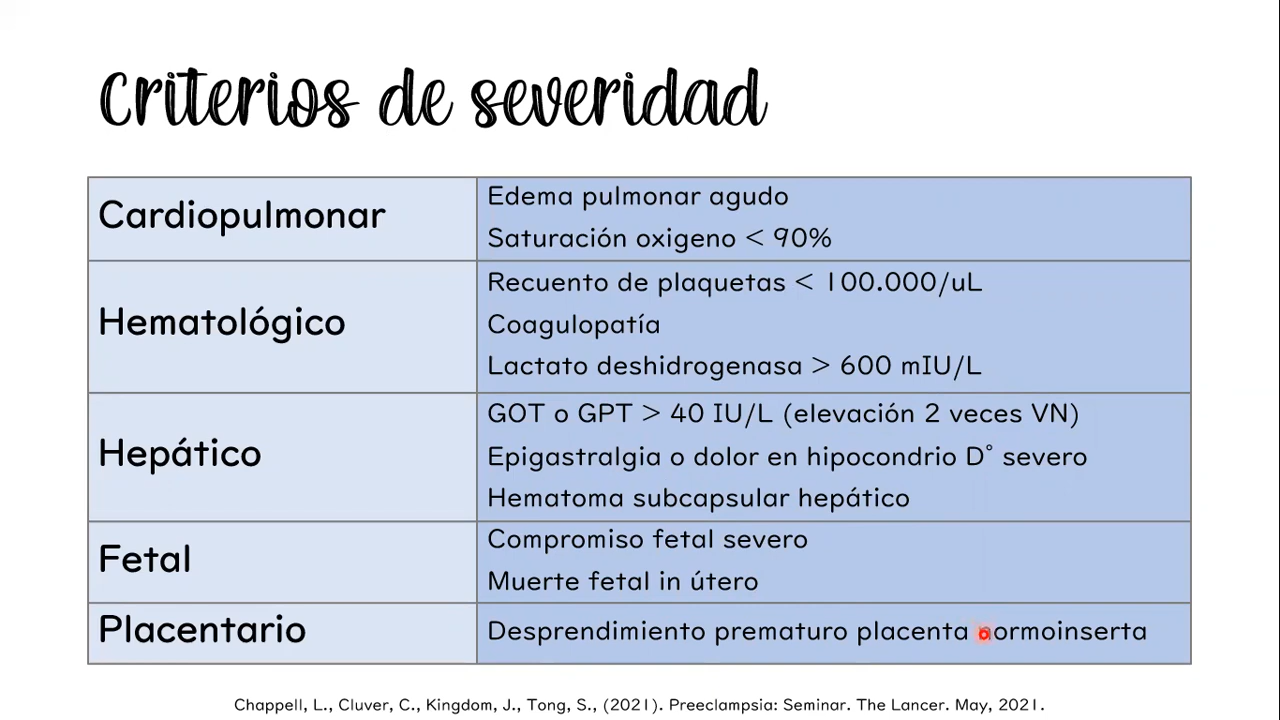 Criterios de severidad
Cardiopulmonar
Edema pulmonar agudo
Saturación oxigeno < 90%
Hematológico
Recuento de plaquetas < 100.000/uL
Coagulopatía
Lactato deshidrogenasa > 600 mIU/L
Hepático
GOT o GPT > 40 IU/L (elevación 2 veces VN)
Epigastralgia o dolor en hipocondrio D° severo
Hematoma subcapsular hepático
Fetal
Compromiso fetal severo
Muerte fetal in útero
Placentario
Desprendimiento prematuro placenta normoinserta
Chappell, L., Cluver, C., Kingdom, J., Tong, S., (2021). Preeclampsia: Seminar. The Lancer. May, 2021.